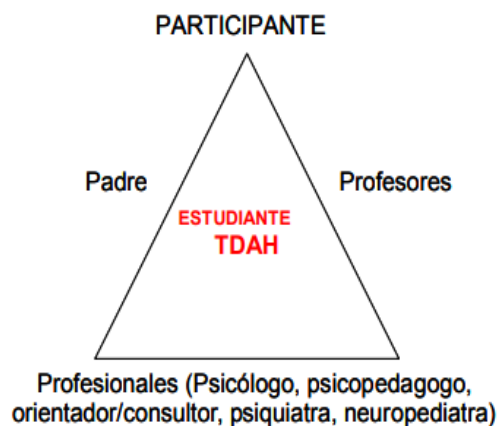 PARTICIPANTE
Padre
Profesores
ESTUDIANTE
TDAH
Profesionales (Psicólogo, psicopedagogo,
orientador/consultor, psiquiatra, neuropediatra)